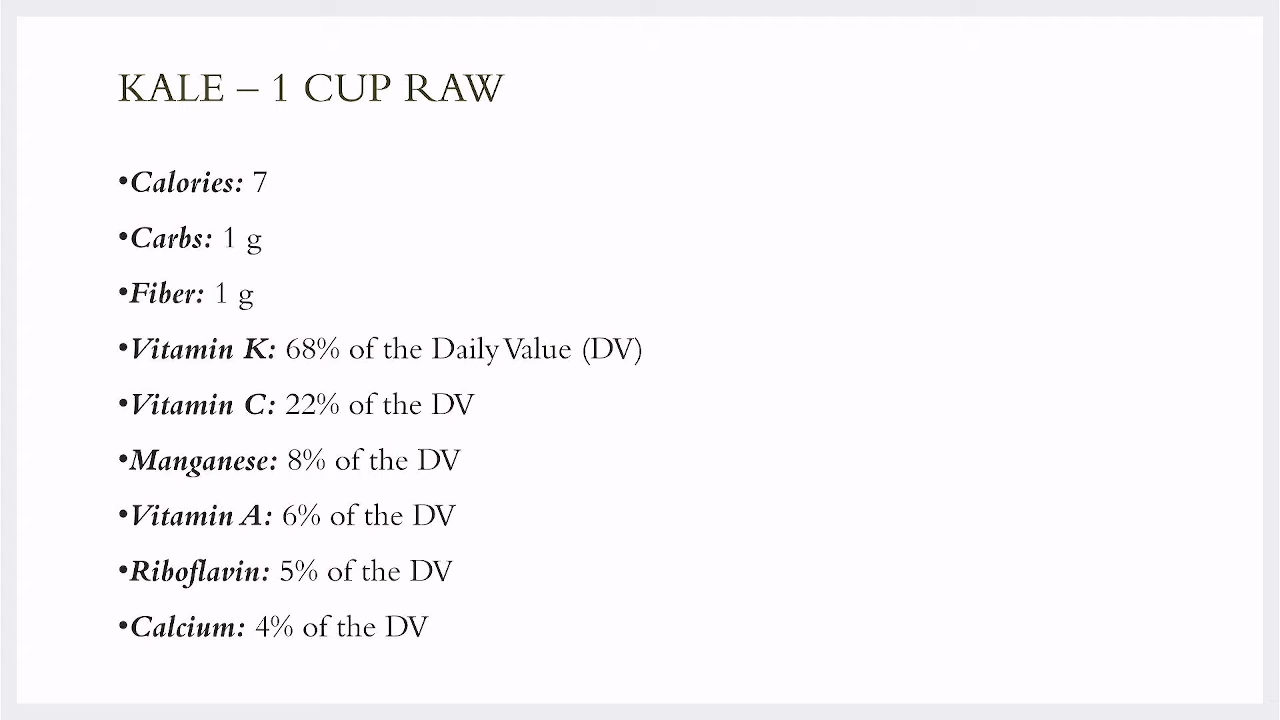 KALE – 1 CUP RAW
•Calories: 7
•Carbs: 1 g
•Fiber: 1 g
•Vitamin K: 68% of the Daily Value (DV)
•Vitamin C: 22% of the DV
•Manganese: 8% of the DV
•Vitamin A: 6% of the DV
•Riboflavin: 5% of the DV
•Calcium: 4% of the DV